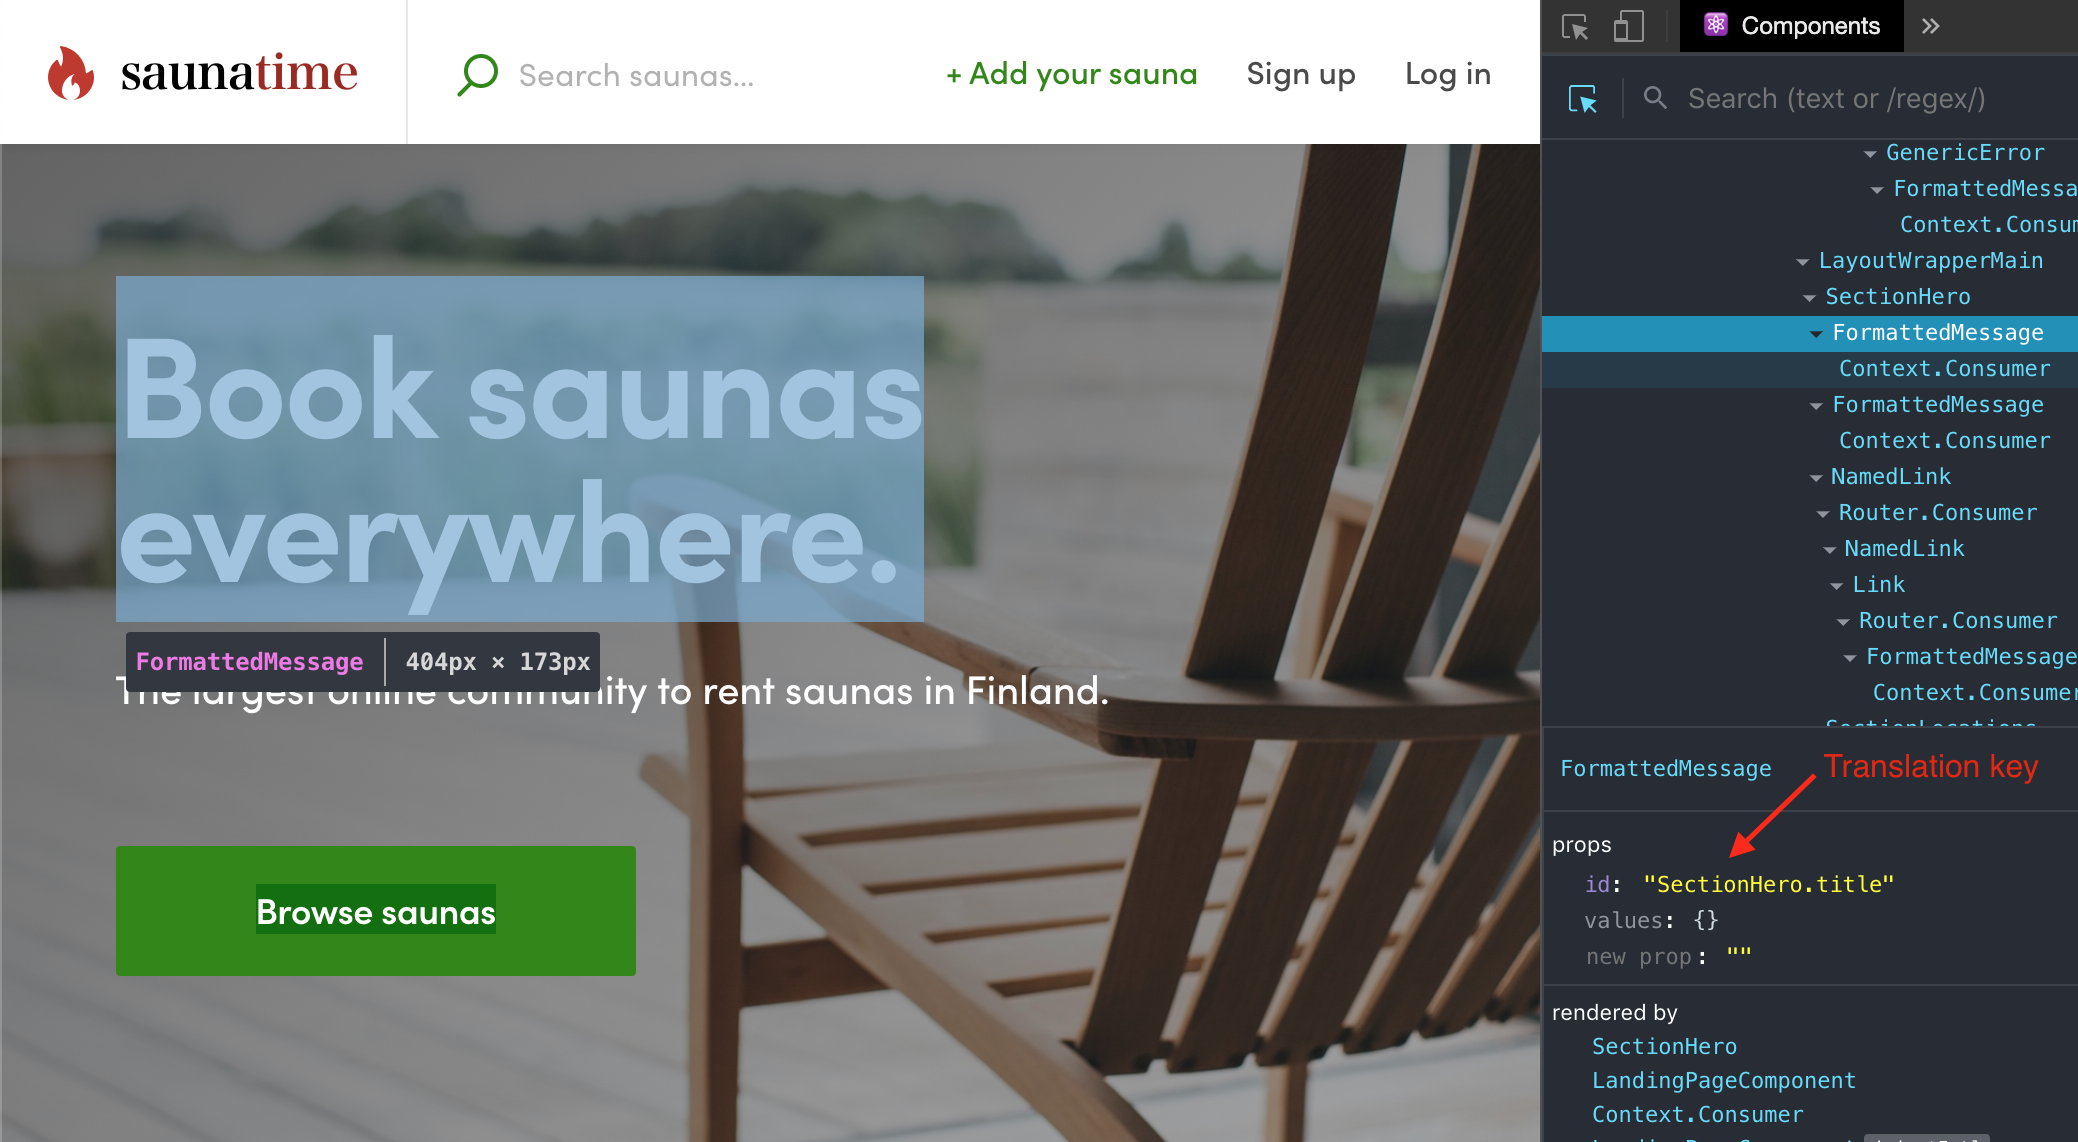 saunatime
Search saunas...
+ Add your sauna
Sign up
Log in
Book saunas
everywhere.
FormattedMessage
404px × 173px
The largest online community to rent saunas in Finland.
Browse saunas
Components
Search (text or /regex/)
GenericError
FormattedMessa
Context.Consum
LayoutWrapperMain
SectionHero
FormattedMessage
Context.Consumer
FormattedMessage
Context.Consumer
NamedLink
Router.Consumer
NamedLink
Link
Router.Consumer
FormattedMessage
Context.Consumer
SectionLocations
FormattedMessage
Translation key
props
id: "SectionHero.title"
values: {}
new prop: ""
rendered by
SectionHero
LandingPageComponent
Context.Consumer